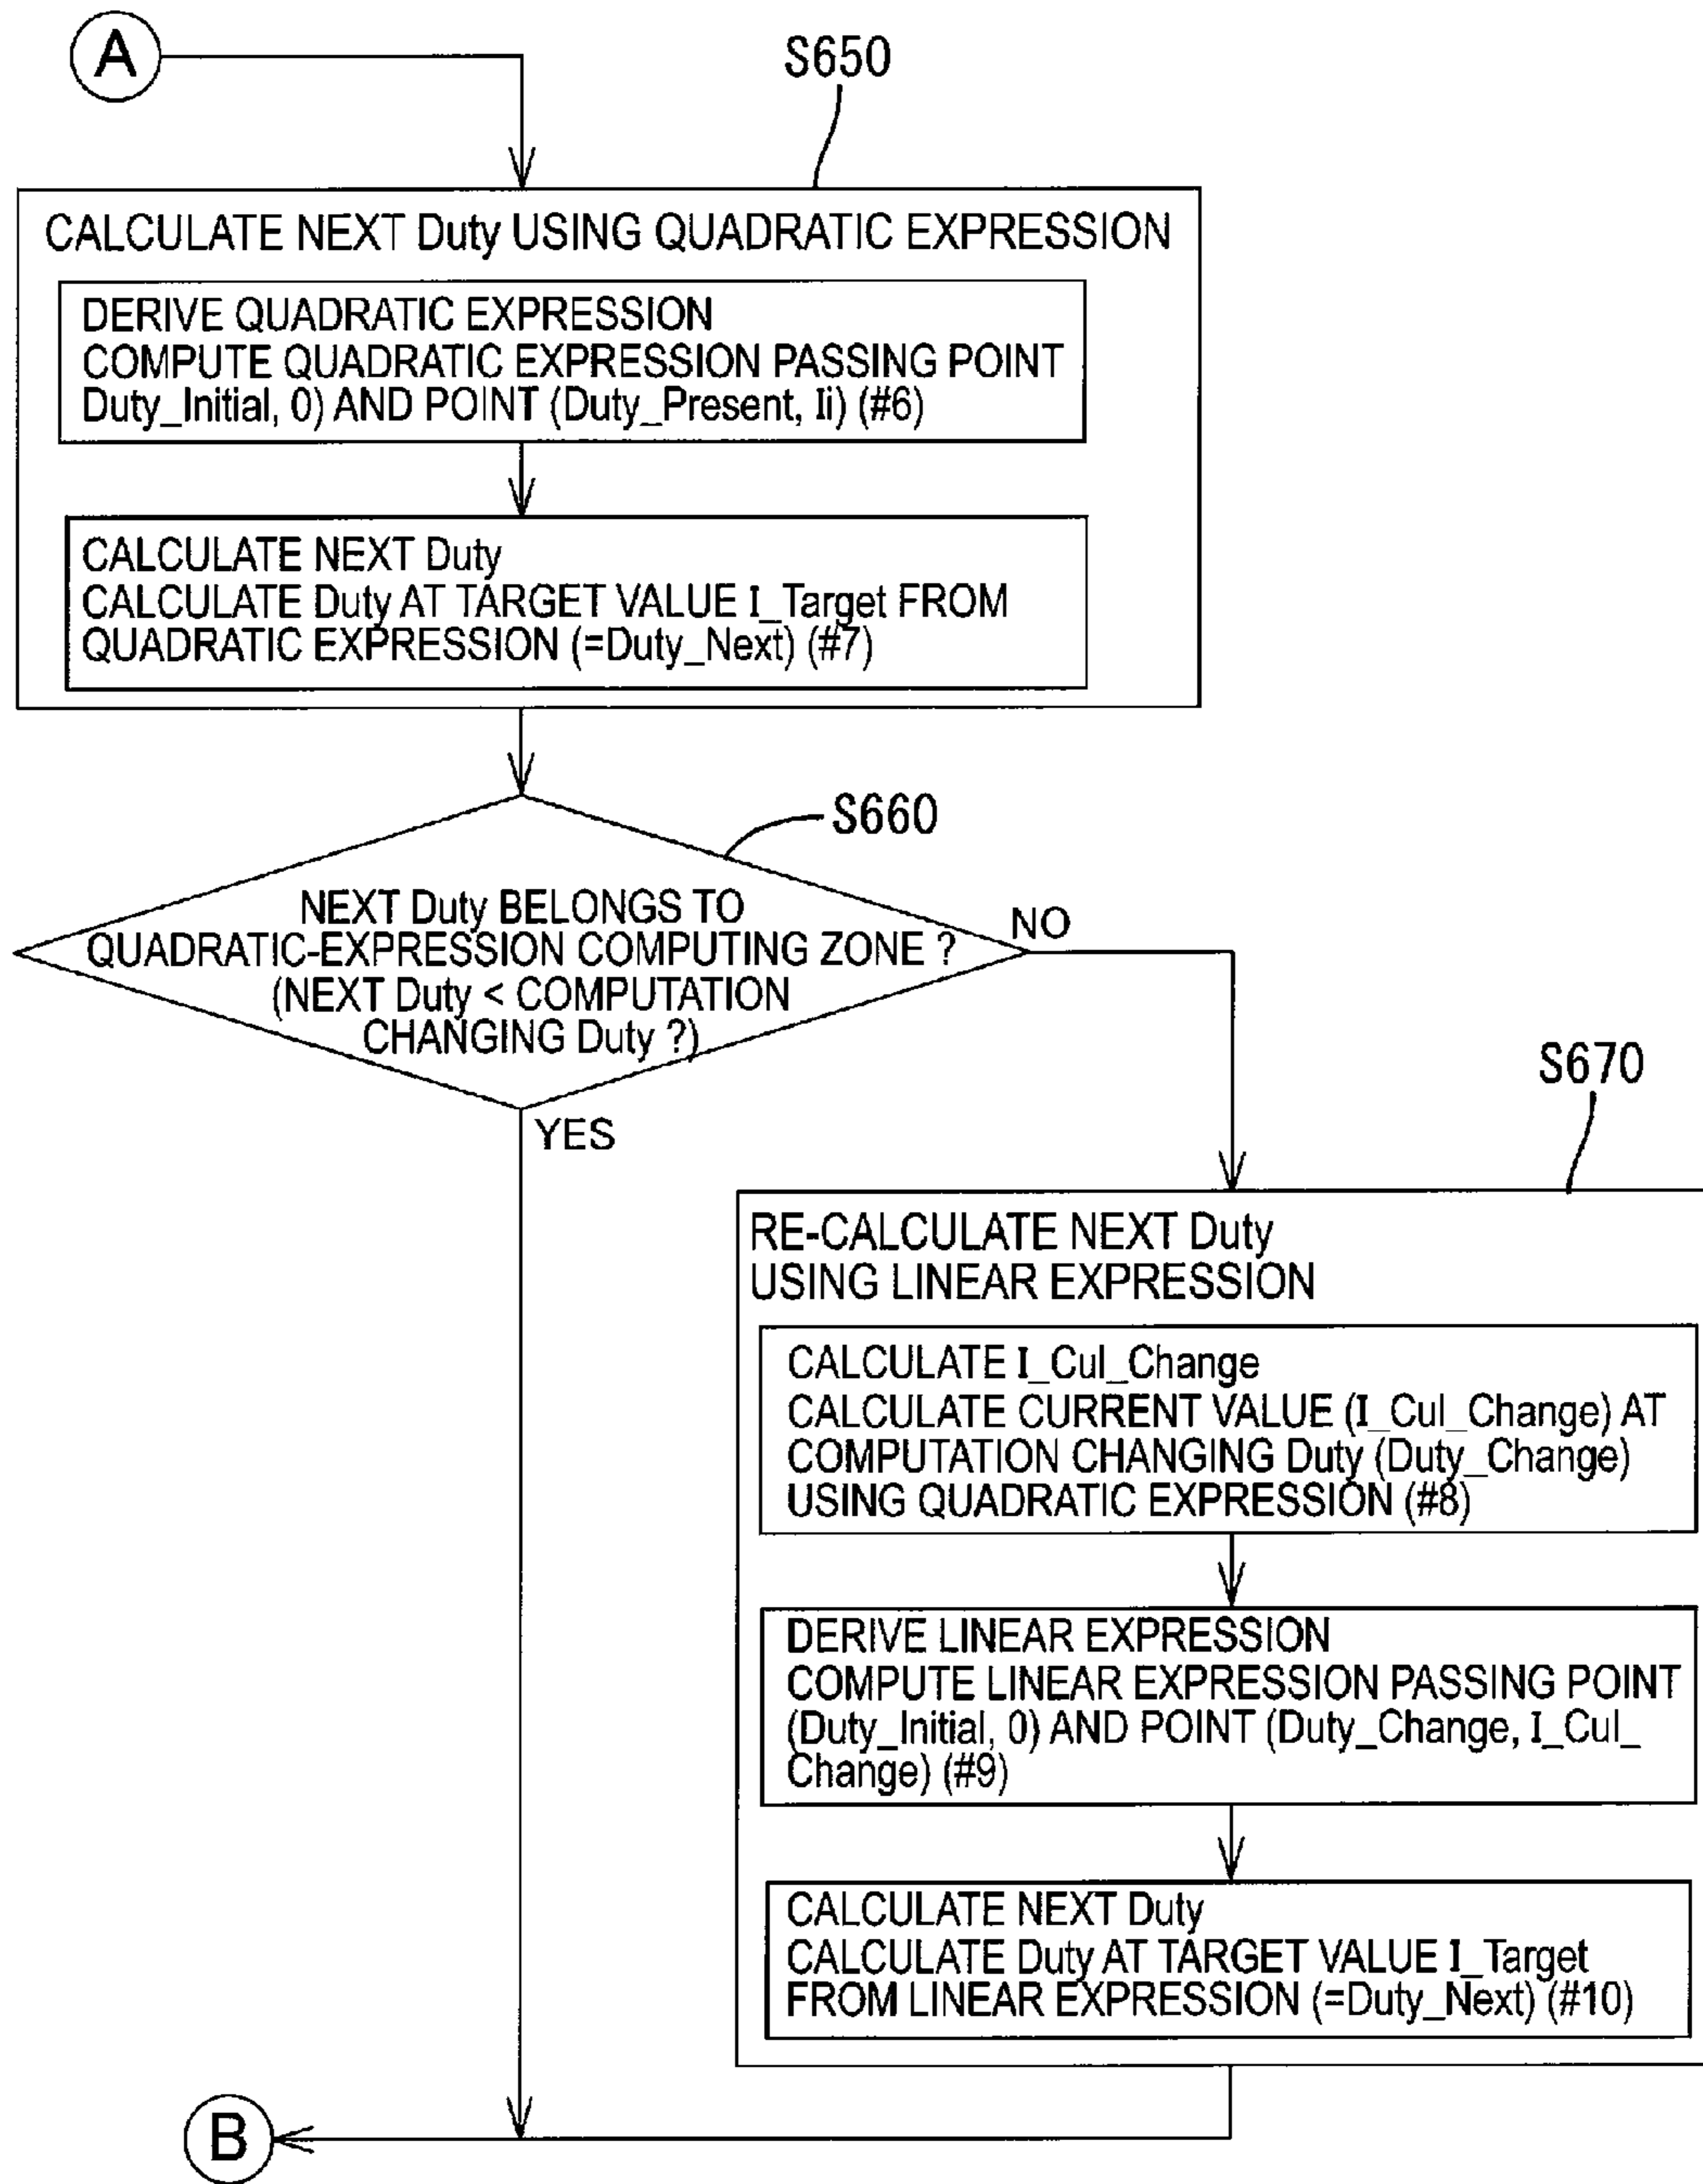 A
S650
CALCULATE NEXT Duty USING QUADRATIC EXPRESSION
DERIVE QUADRATIC EXPRESSION
COMPUTE QUADRATIC EXPRESSION PASSING POINT
Duty_Initial, 0) AND POINT (Duty_Present, Ii) (#6)
CALCULATE NEXT Duty
CALCULATE Duty AT TARGET VALUE I_Target FROM
QUADRATIC EXPRESSION (=Duty_Next) (#7)
S660
NEXT Duty BELONGS TO
QUADRATIC-EXPRESSION COMPUTING ZONE ?
(NEXT Duty < COMPUTATION
CHANGING Duty ?)
NO
YES
S670
RE-CALCULATE NEXT Duty
USING LINEAR EXPRESSION
CALCULATE I_Cul_Change
CALCULATE CURRENT VALUE (I_Cul_Change) AT
COMPUTATION CHANGING Duty (Duty_Change)
USING QUADRATIC EXPRESSION (#8)
DERIVE LINEAR EXPRESSION
COMPUTE LINEAR EXPRESSION PASSING POINT
(Duty_Initial, 0) AND POINT (Duty_Change, I_Cul_
Change) (#9)
CALCULATE NEXT Duty
CALCULATE Duty AT TARGET VALUE I_Target
FROM LINEAR EXPRESSION (=Duty_Next) (#10)
B